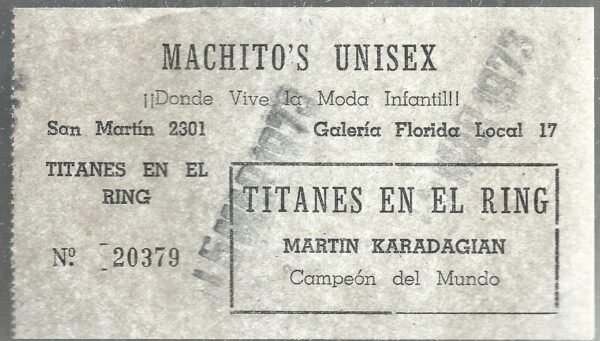 MACHITO'S UNISEX
¡¡Donde Vive la Moda Infantil!!
San Martín 2301 Galería Florida Local 17
TITANES EN EL
RING
Nº 20379
TITANES EN EL RING
MARTIN KARADAGIAN
Campeón del Mundo
1973